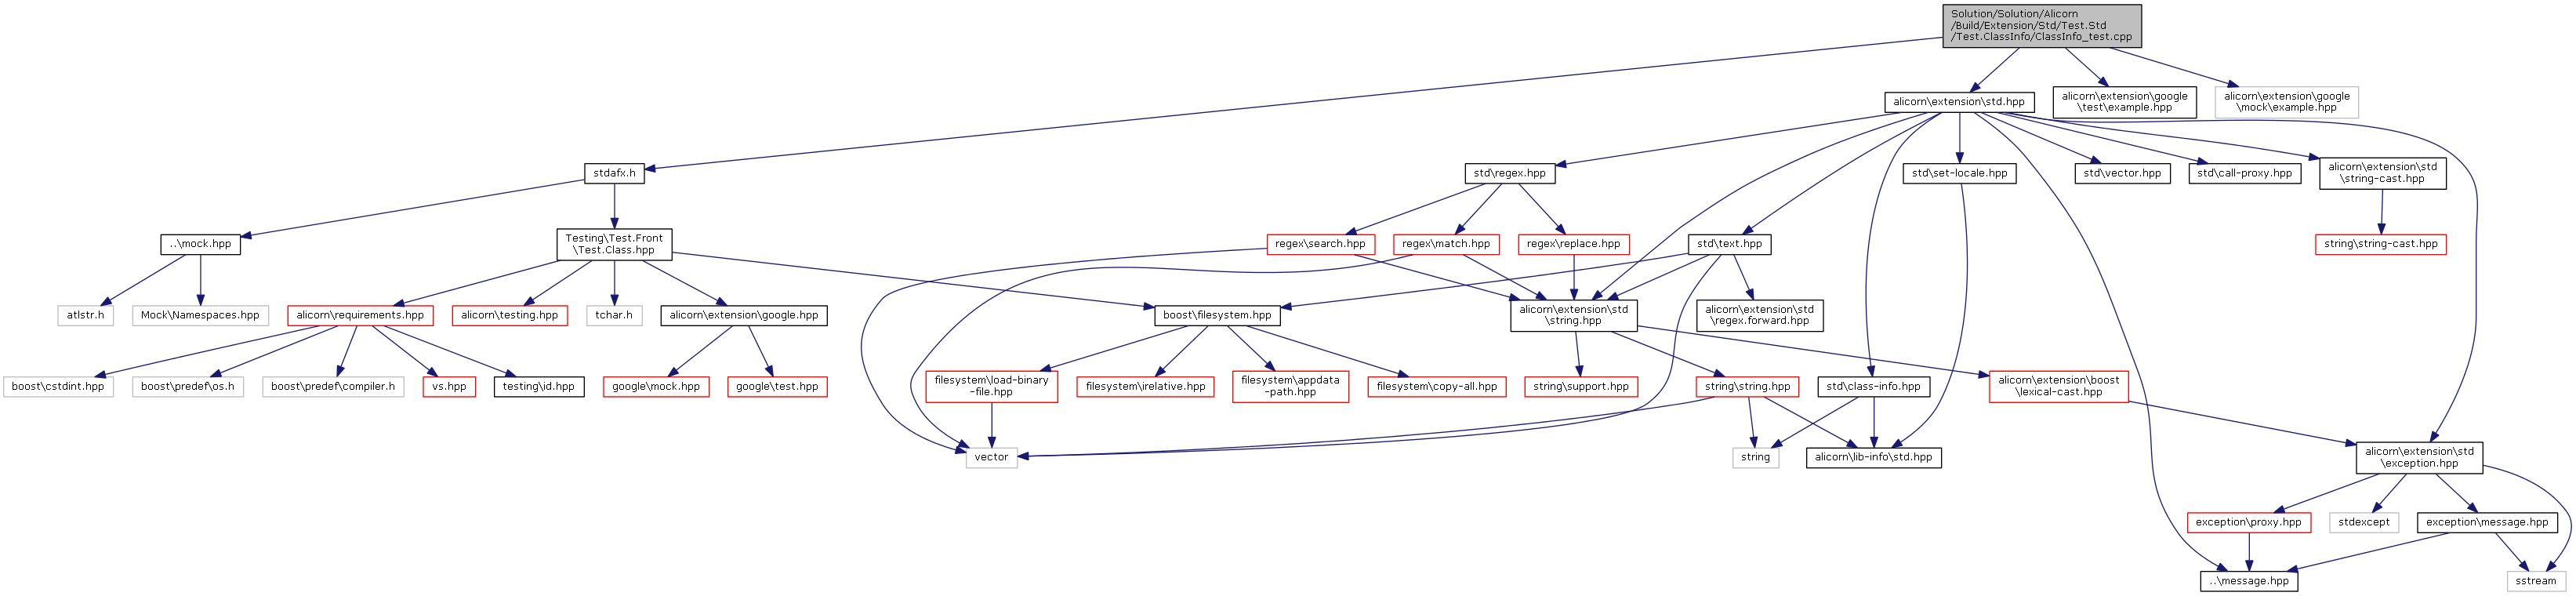 Solution/Solution/Alicorn
/Build/Extension/Std/Test.Std
/Test.ClassInfo/ClassInfo_test.cpp
alicorn\extension\std.hpp
alicorn\extension\google
\test\example.hpp
alicorn\extension\google
\mock\example.hpp
stdafx.h
std\regex.hpp
std\set-locale.hpp
std\vector.hpp
std\call-proxy.hpp
alicorn\extension\std
\string-cast.hpp
..\mock.hpp
Testing\Test.Front
\Test.Class.hpp
regex\search.hpp
regex\match.hpp
regex\replace.hpp
std\text.hpp
string\string-cast.hpp
atlstr.h
Mock\Namespaces.hpp
alicorn\requirements.hpp
alicorn\testing.hpp
tchar.h
alicorn\extension\google.hpp
boost\filesystem.hpp
alicorn\extension\std
\string.hpp
alicorn\extension\std
\regex.forward.hpp
boost\cstdint.hpp
boost\predef\os.h
boost\predef\compiler.h
vs.hpp
testing\id.hpp
google\mock.hpp
google\test.hpp
filesystem\load-binary
-file.hpp
filesystem\irelative.hpp
filesystem\appdata
-path.hpp
filesystem\copy-all.hpp
string\support.hpp
string\string.hpp
std\class-info.hpp
alicorn\extension\boost
\lexical-cast.hpp
vector
string
alicorn\lib-info\std.hpp
alicorn\extension\std
\exception.hpp
exception\proxy.hpp
stdexcept
exception\message.hpp
..\message.hpp
sstream